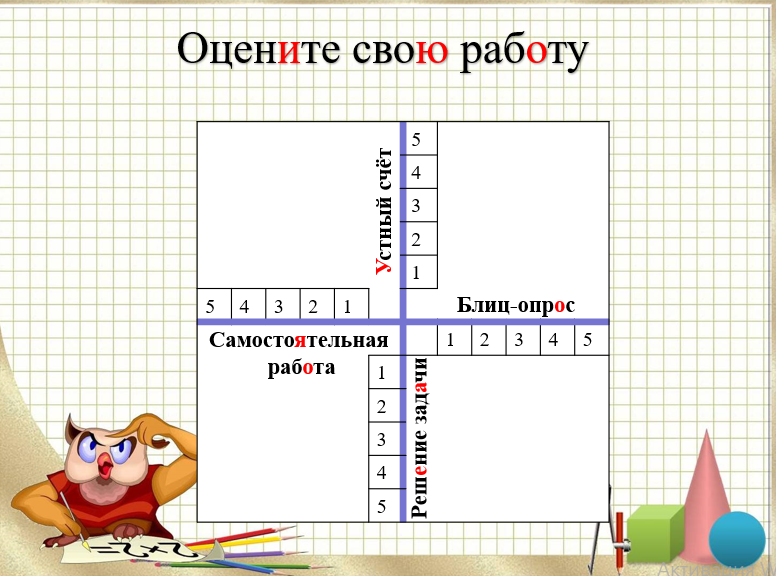 Оцените свою работу
Устный счёт
5
4
3
2
1
5 4 3 2 1
Блиц-опрос
Самостоятельная
работа
1 2 3 4 5
Решение задачи
1
2
3
4
5